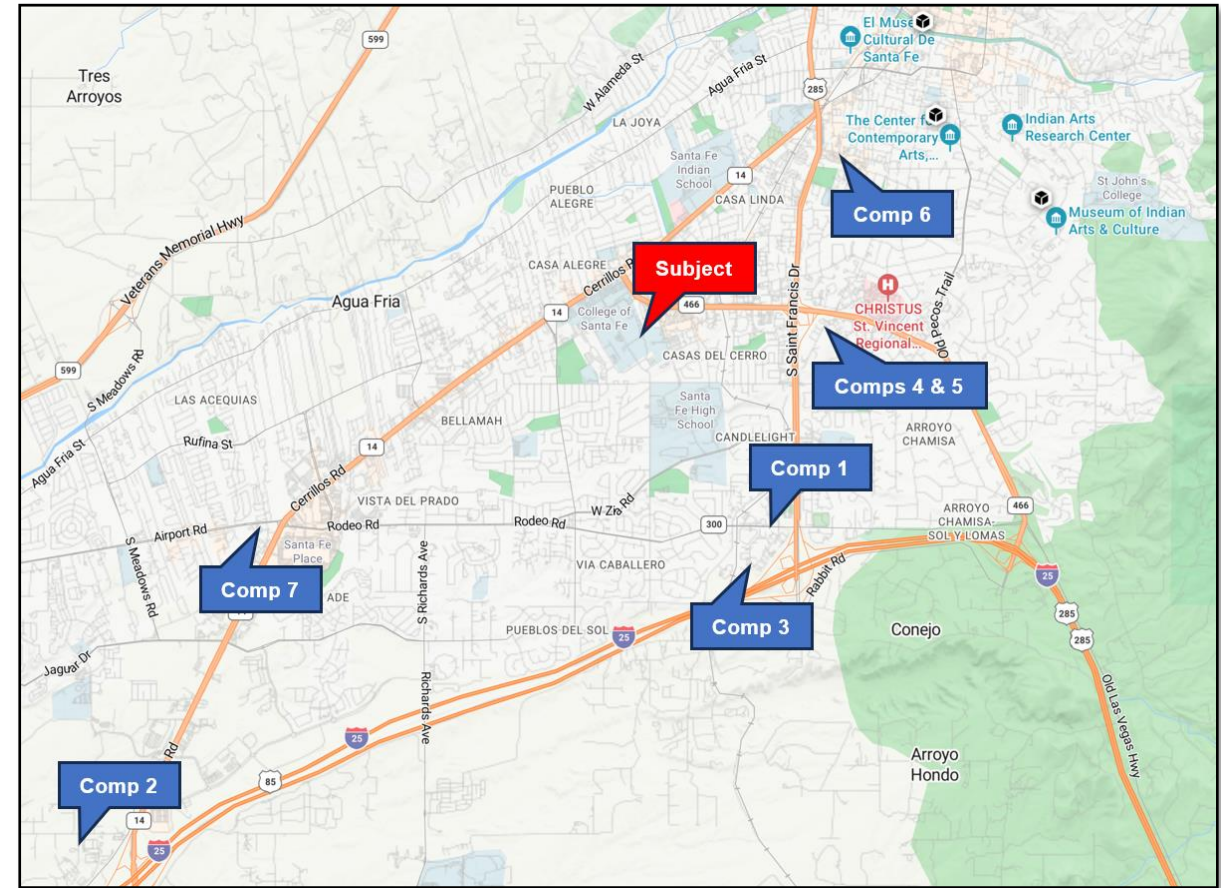 El Muse
Cultural De
Santa Fe
599
Tres
Arroyos
W Alameda St
Agua Fria St
285
LA JOYA
The Center f
Contemporary
Arts,...
Indian Arts
Research Center
Santa Fe
Indian
School
14
PUEBLO
ALEGRE
CASA LINDA
St John's
College
Comp 6
Museum of Indian
Arts & Culture
Veterans Memorial Hwy
CASA ALEGRE
Cerrillos R
Subject
S Saint Francis Dr
Old Pecos Trail
H
CHRISTUS
St. Vincent
Regional...
Agua Fria
14
College of
Santa Fe
466
CASAS DEL CERRO
599
S Meadows Rd
LAS ACEQUIAS
Comps 4 & 5
Santa
Fe High
School
BELLAMAH
ARROYO
CHAMISA
CANDLELIGHT
Rufina St
14
Agua Fria St
Comp 1
Cerrillos Rd
VISTA DEL PRADO
W Zia Rd
Airport Rd
Rodeo Rd
Rodeo Rd
300
ARROYO
CHAMISA-
SOL Y LOMAS
466
Santa Fe
Place
S Meadows Rd
S Richards Ave
VIA CABALLERO
Rabbit Rd
25
Comp 7
ADE
285
PUEBLOS DEL SOL
25
Comp 3
Conejo
285
Jaguar Dr
Richards Ave
Old Las Vegas Hwy
25
Rd
Arroyo
Hondo
Comp 2
85
14
25